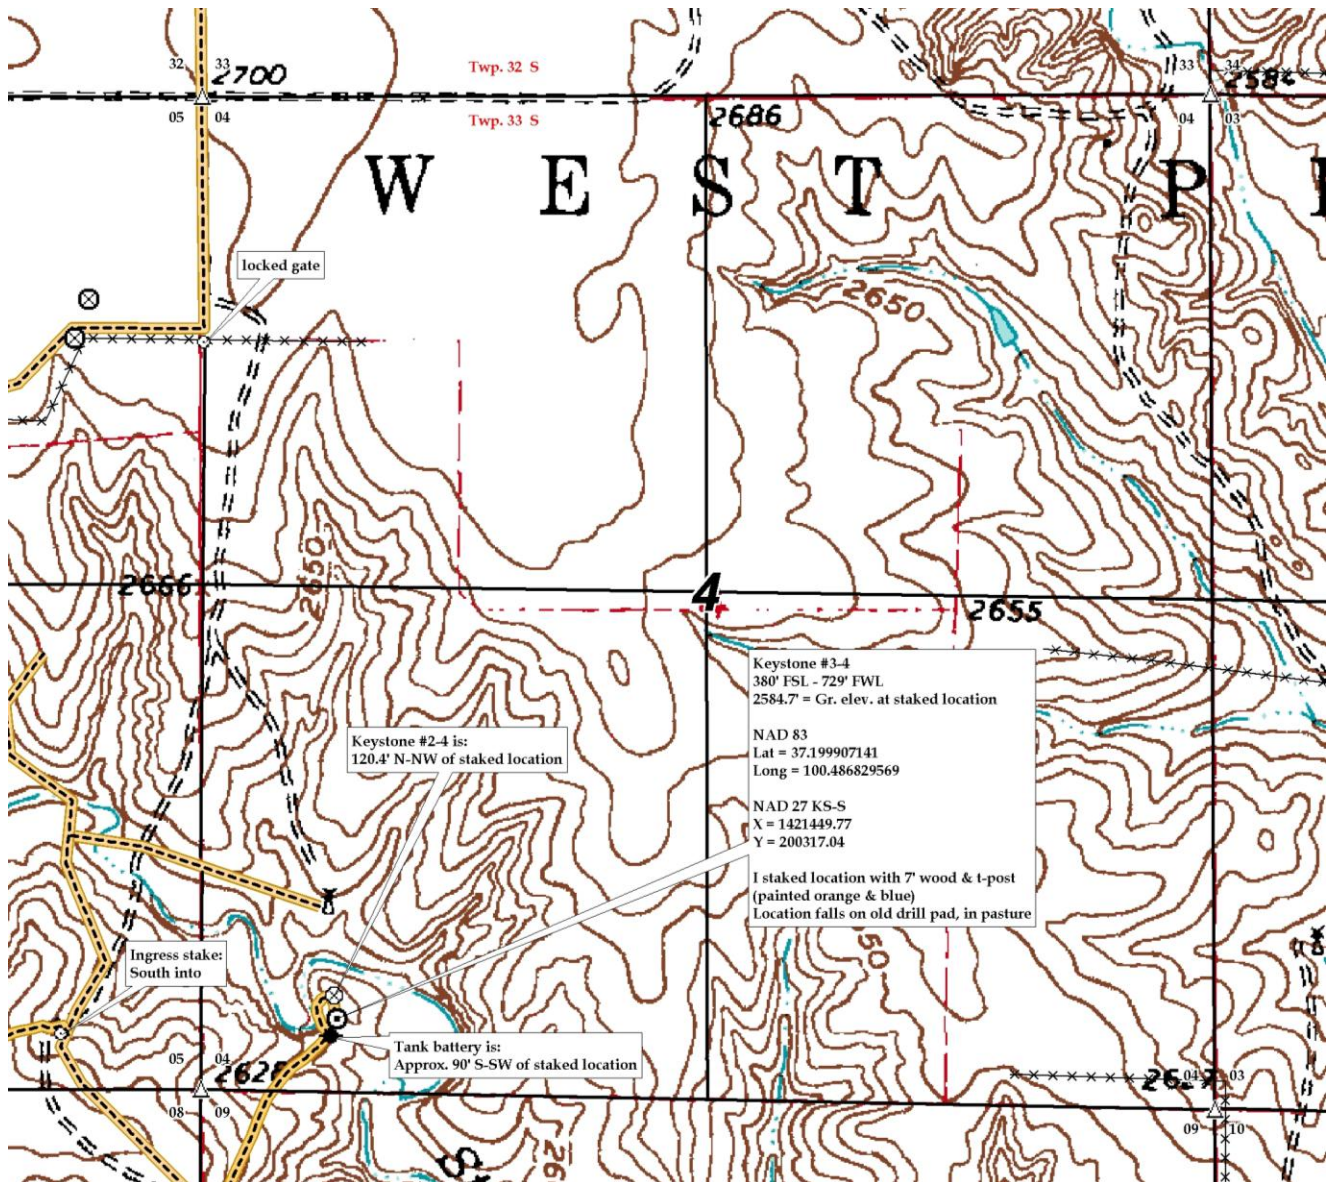 32 33
2700
Twp. 32 S
33 34
258
05 04
Twp. 33 S
2686
04 03
W E S T P
locked gate
2650
2650
2666
4
2655
Keystone #3-4
380' FSL - 729' FWL
2584.7' = Gr. elev. at staked location
NAD 83
Lat = 37.199907141
Long = 100.486829569
NAD 27 KS-S
X = 1421449.77
Y = 200317.04
I staked location with 7' wood & t-post
(painted orange & blue)
Location falls on old drill pad, in pasture
Keystone #2-4 is:
120.4' N-NW of staked location
Ingress stake:
South into
Tank battery is:
Approx. 90' S-SW of staked location
05 04
2628
04 03
08 09
09 10